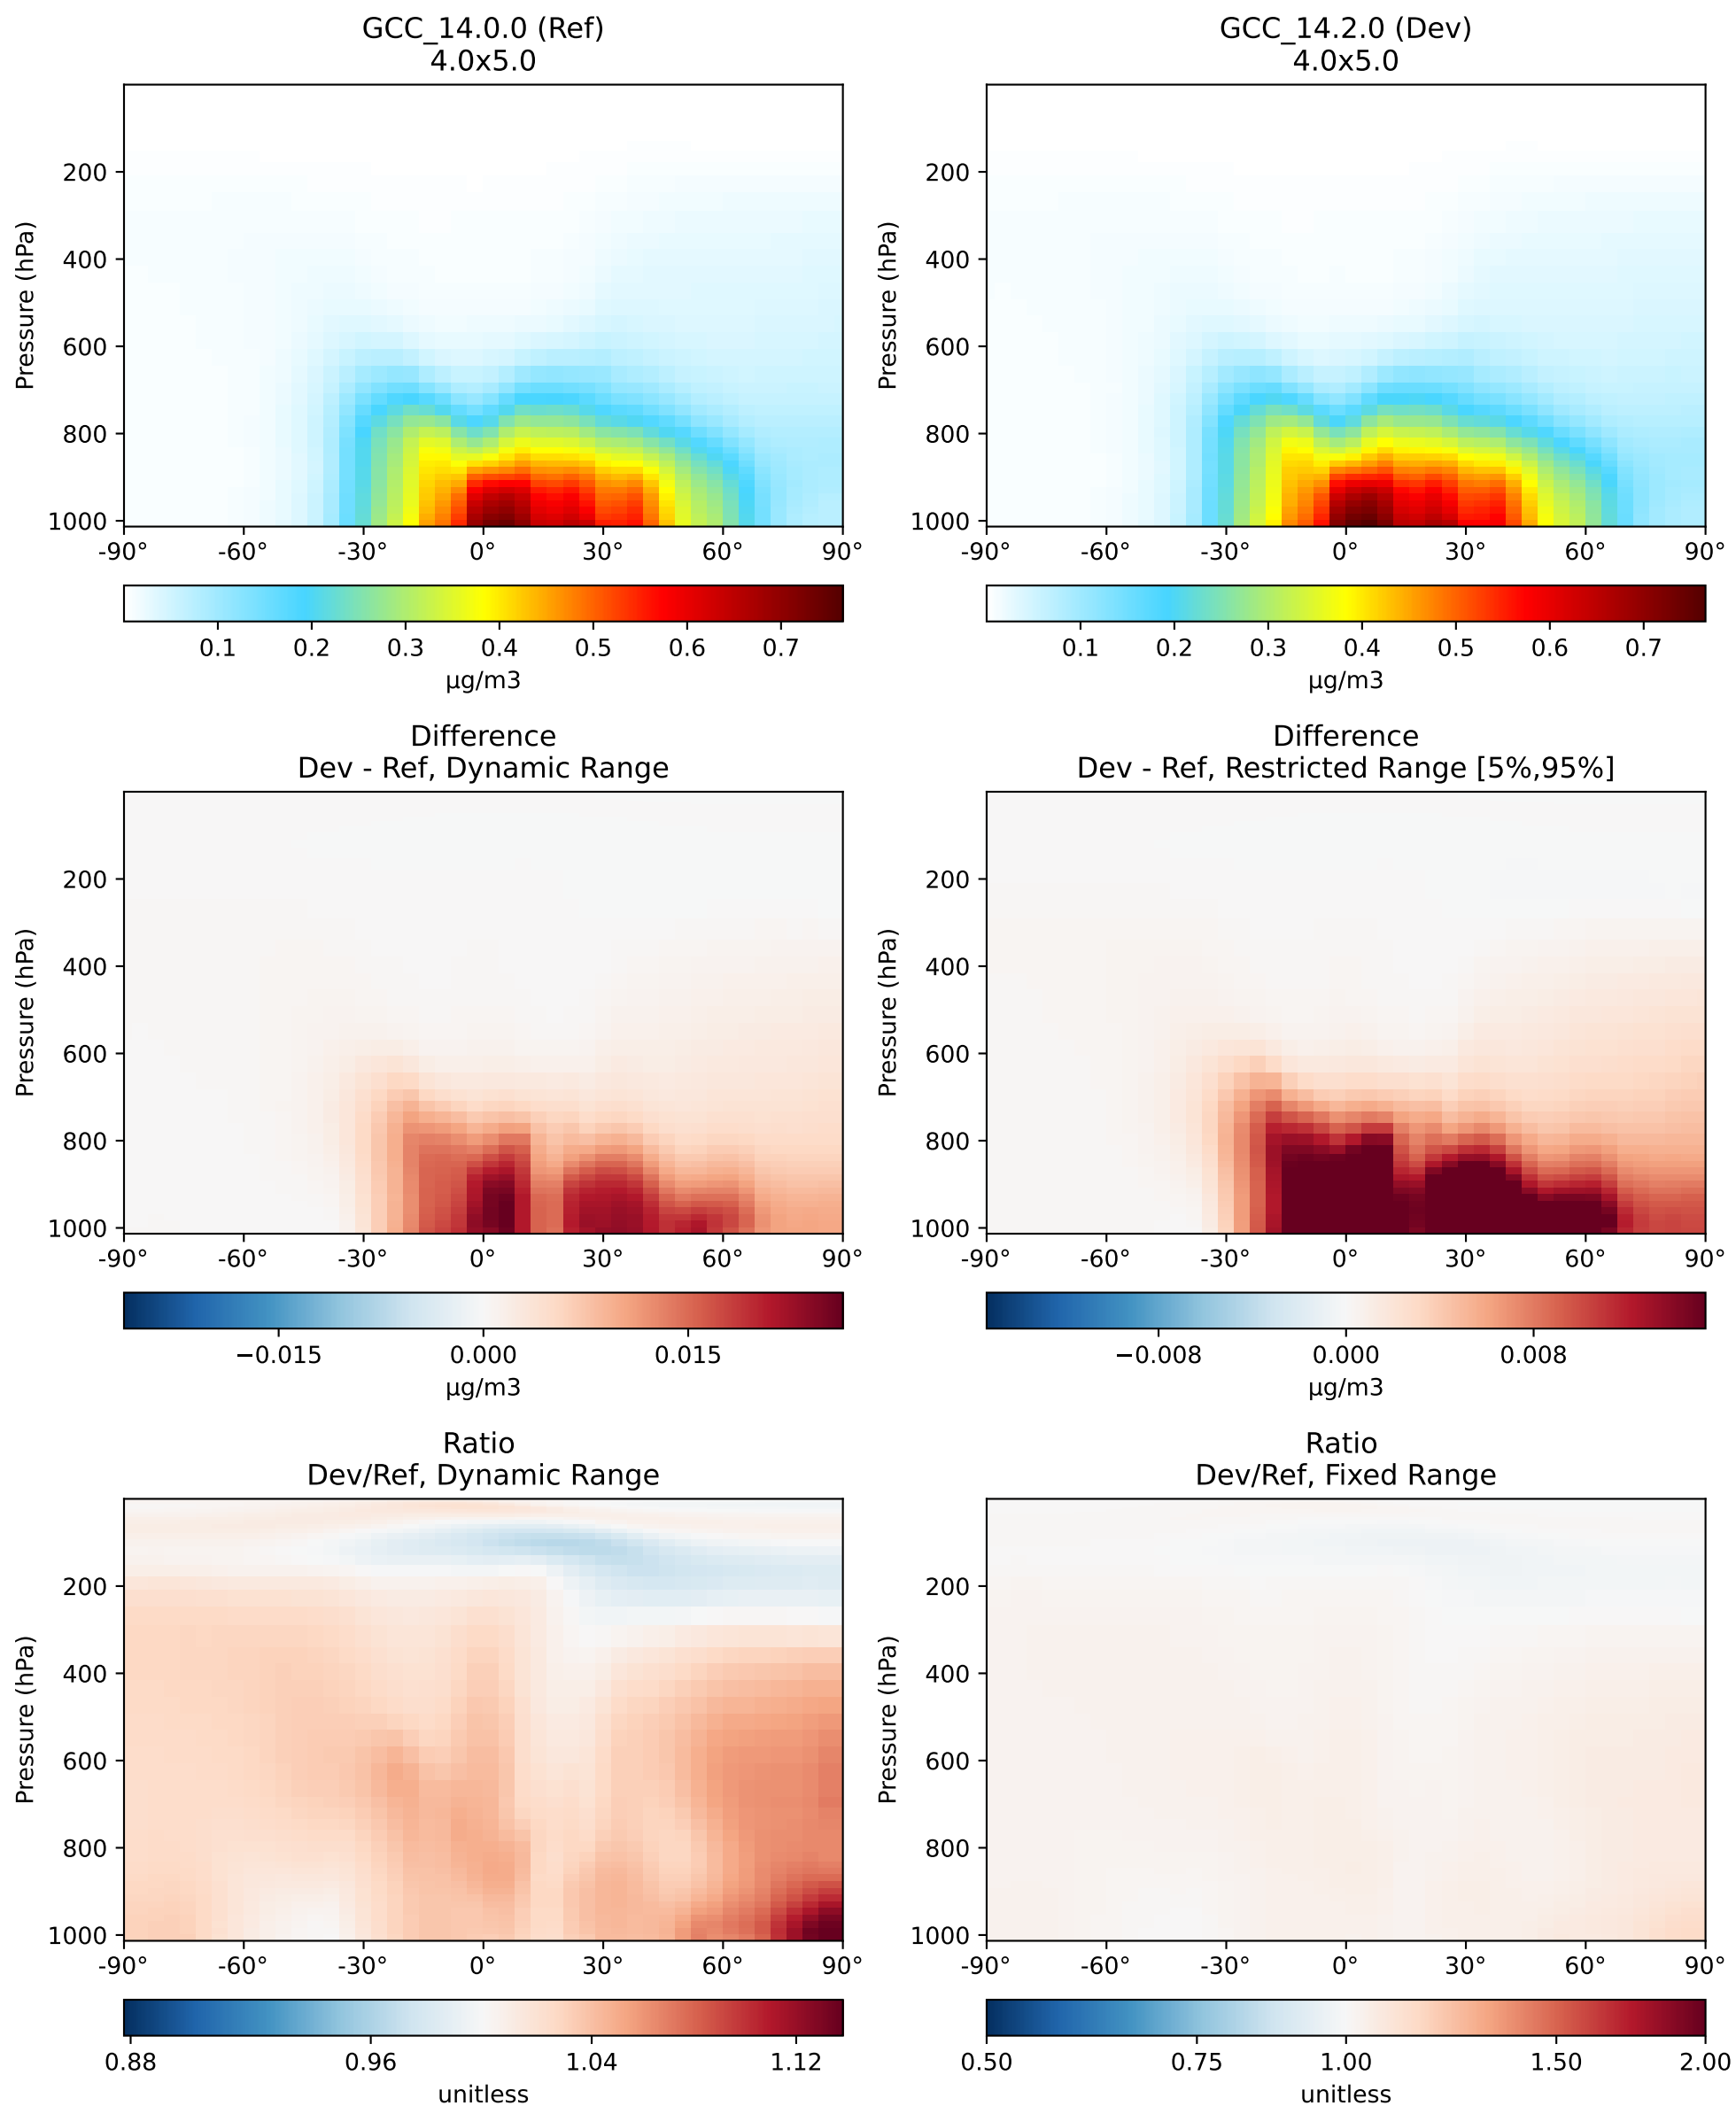 GCC_14.0.0 (Ref)
4.0x5.0
Pressure (hPa)
200
400
600
800
1000
-90° -60° -30° 0° 30° 60° 90°
0.1 0.2 0.3 0.4 0.5 0.6 0.7
μg/m3
GCC_14.2.0 (Dev)
4.0x5.0
Pressure (hPa)
200
400
600
800
1000
-90° -60° -30° 0° 30° 60° 90°
0.1 0.2 0.3 0.4 0.5 0.6 0.7
μg/m3
Difference
Dev - Ref, Dynamic Range
Pressure (hPa)
200
400
600
800
1000
-90° -60° -30° 0° 30° 60° 90°
−0.015 0.000 0.015
μg/m3
Difference
Dev - Ref, Restricted Range [5%,95%]
Pressure (hPa)
200
400
600
800
1000
-90° -60° -30° 0° 30° 60° 90°
−0.008 0.000 0.008
μg/m3
Ratio
Dev/Ref, Dynamic Range
Pressure (hPa)
200
400
600
800
1000
-90° -60° -30° 0° 30° 60° 90°
0.88 0.96 1.04 1.12
unitless
Ratio
Dev/Ref, Fixed Range
Pressure (hPa)
200
400
600
800
1000
-90° -60° -30° 0° 30° 60° 90°
0.50 0.75 1.00 1.50 2.00
unitless